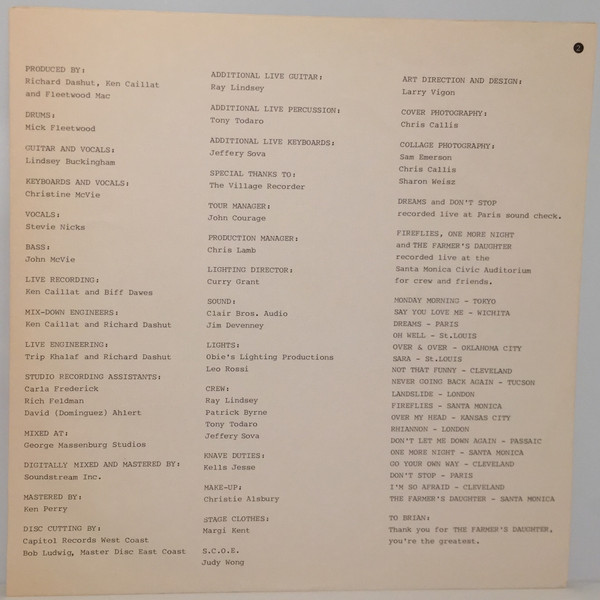 2
PRODUCED BY:
Richard Dashut, Ken Caillat
and Fleetwood Mac
DRUMS:
Mick Fleetwood
GUITAR AND VOCALS:
Lindsey Buckingham
KEYBOARDS AND VOCALS:
Christine McVie
VOCALS:
Stevie Nicks
BASS:
John McVie
LIVE RECORDING:
Ken Caillat and Biff Dawes
MIX-DOWN ENGINEERS:
Ken Caillat and Richard Dashut
LIVE ENGINEERING:
Trip Khalaf and Richard Dashut
STUDIO RECORDING ASSISTANTS:
Carla Frederick
Rich Feldman
David (Dominguez) Ahlert
MIXED AT:
George Massenburg Studios
DIGITALLY MIXED AND MASTERED BY:
Soundstream Inc.
MASTERED BY:
Ken Perry
DISC CUTTING BY:
Capitol Records West Coast
Bob Ludwig, Master Disc East Coast
ADDITIONAL LIVE GUITAR:
Ray Lindsey
ADDITIONAL LIVE PERCUSSION:
Tony Todaro
ADDITIONAL LIVE KEYBOARDS:
Jeffery Sova
SPECIAL THANKS TO:
The Village Recorder
TOUR MANAGER:
John Courage
PRODUCTION MANAGER:
Chris Lamb
LIGHTING DIRECTOR:
Curry Grant
SOUND:
Clair Bros. Audio
Jim Devenney
LIGHTS:
Obie's Lighting Productions
Leo Rossi
CREW:
Ray Lindsey
Patrick Byrne
Tony Todaro
Jeffery Sova
KNAVE DUTIES:
Kells Jesse
MAKE-UP:
Christie Alsbury
STAGE CLOTHES:
Margi Kent
S.C.O.E.
Judy Wong
ART DIRECTION AND DESIGN:
Larry Vigon
COVER PHOTOGRAPHY:
Chris Callis
COLLAGE PHOTOGRAPHY:
Sam Emerson
Chris Callis
Sharon Weisz
DREAMS and DON'T STOP
recorded live at Paris sound check.
FIREFLIES, ONE MORE NIGHT
and THE FARMER'S DAUGHTER
recorded live at the
Santa Monica Civic Auditorium
for crew and friends.
MONDAY MORNING - TOKYO
SAY YOU LOVE ME - WICHITA
DREAMS - PARIS
OH WELL - St.LOUIS
OVER & OVER - OKLAHOMA CITY
SARA - St.LOUIS
NOT THAT FUNNY - CLEVELAND
NEVER GOING BACK AGAIN - TUCSON
LANDSLIDE - LONDON
FIREFLIES - SANTA MONICA
OVER MY HEAD - KANSAS CITY
RHIANNON - LONDON
DON'T LET ME DOWN AGAIN - PASSAIC
ONE MORE NIGHT - SANTA MONICA
GO YOUR OWN WAY - CLEVELAND
DON'T STOP - PARIS
I'M SO AFRAID - CLEVELAND
THE FARMER'S DAUGHTER - SANTA MONICA
TO BRIAN:
Thank you for THE FARMER'S DAUGHTER,
you're the greatest.